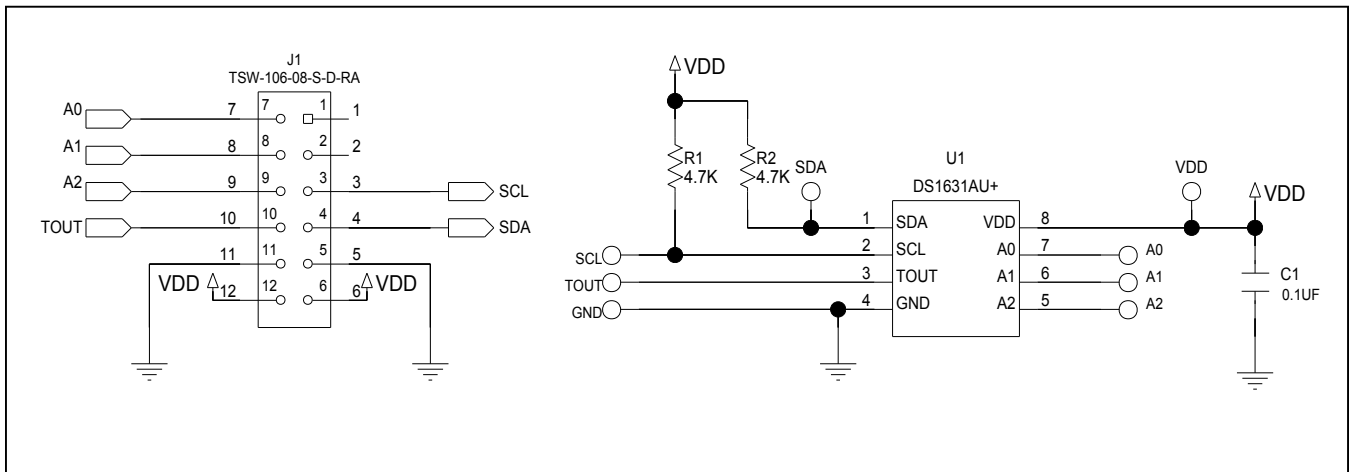 J1
TSW-106-08-S-D-RA
A0 7 7 1 1
A1 8 8 2 2
A2 9 9 3 3 SCL
TOUT 10 10 4 4 SDA
11 11 5 5
VDD 12 12 6 6 VDD
VDD
R1
4.7K
R2
4.7K
SDA
U1
DS1631AU+
VDD
VDD
1 SDA VDD 8
SCL 2 SCL A0 7 A0
TOUT 3 TOUT A1 6 A1
GND 4 GND A2 5 A2
C1
0.1UF